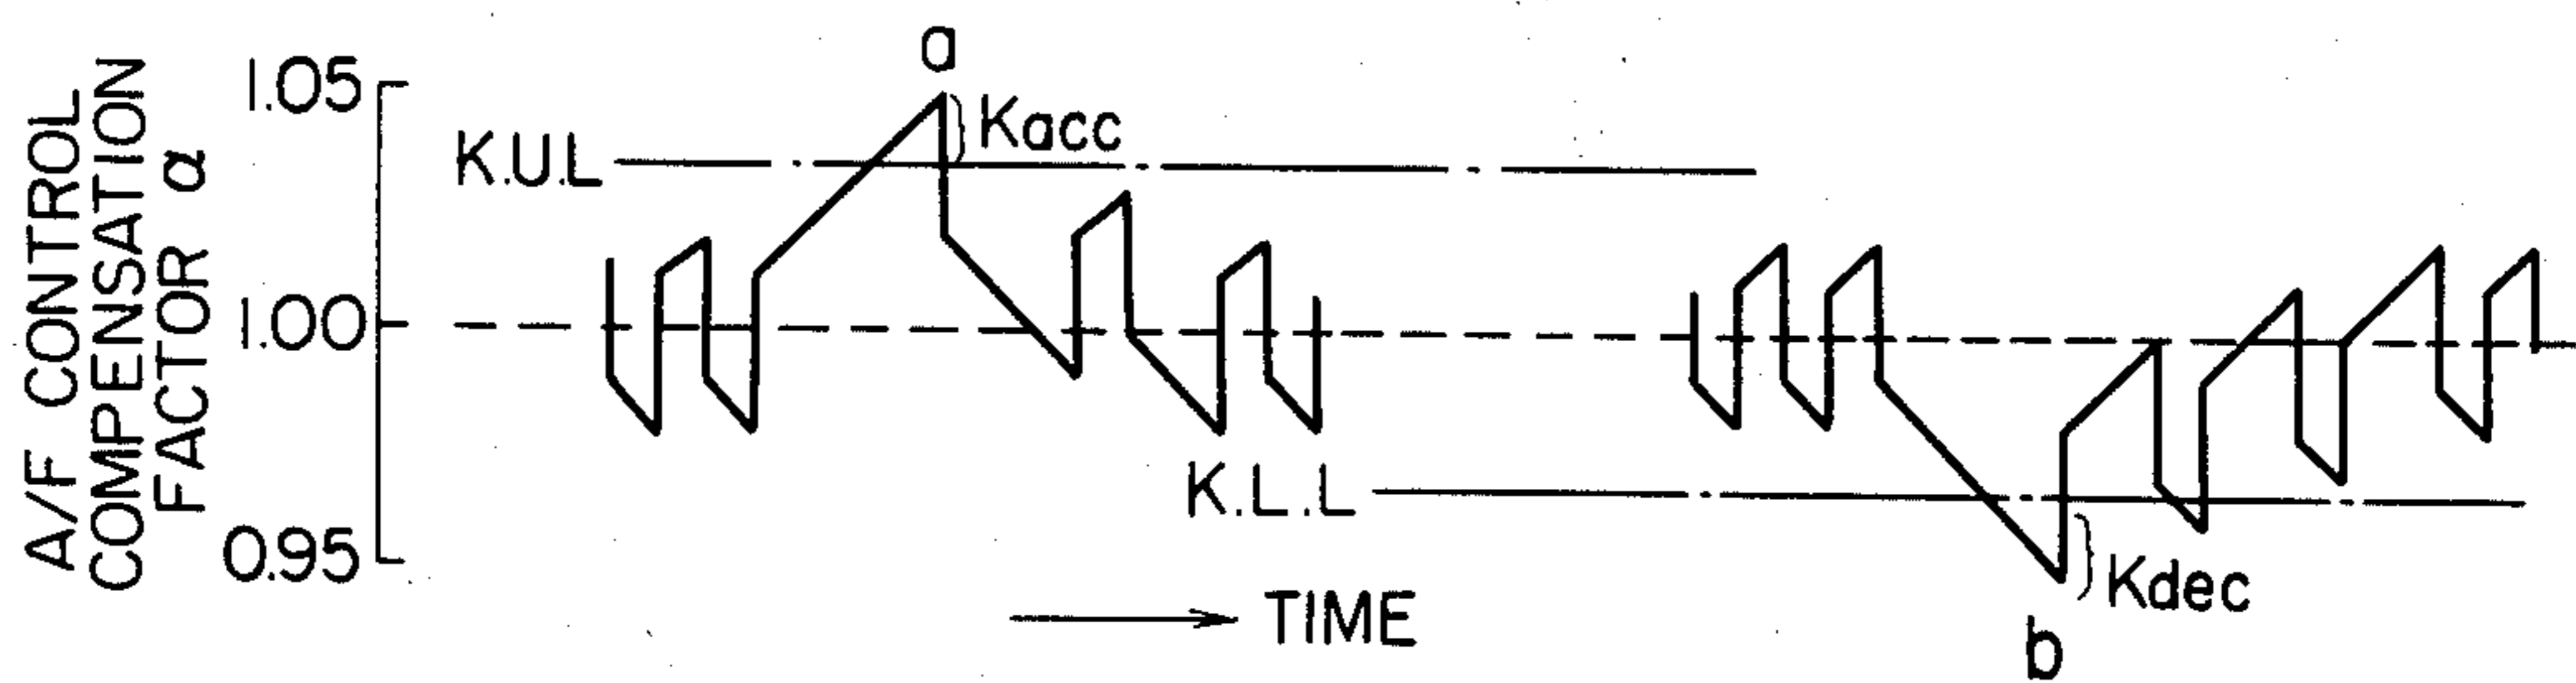 A/F CONTROL
COMPENSATION
FACTOR α
1.05
1.00
0.95
K.U.L
a
Kacc
K.L.L
TIME
Kdec
b